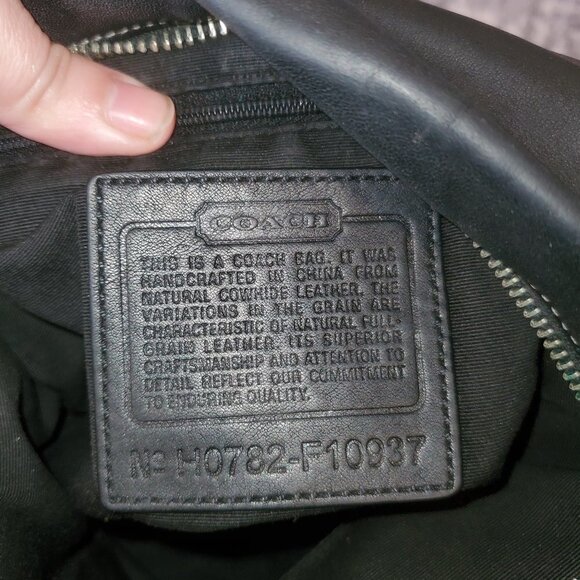 COACH
THIS IS A COACH BAG. IT WAS
HANDCRAFTED IN CHINA FROM
NATURAL COWHIDE LEATHER. THE
VARIATIONS IN THE GRAIN ARE
CHARACTERISTIC OF NATURAL FULL-
GRAIN LEATHER. ITS SUPERIOR
CRAFTSMANSHIP AND ATTENTION TO
DETAIL REFLECT OUR COMMITMENT
TO ENDURING QUALITY.
Nº H0782-F10937